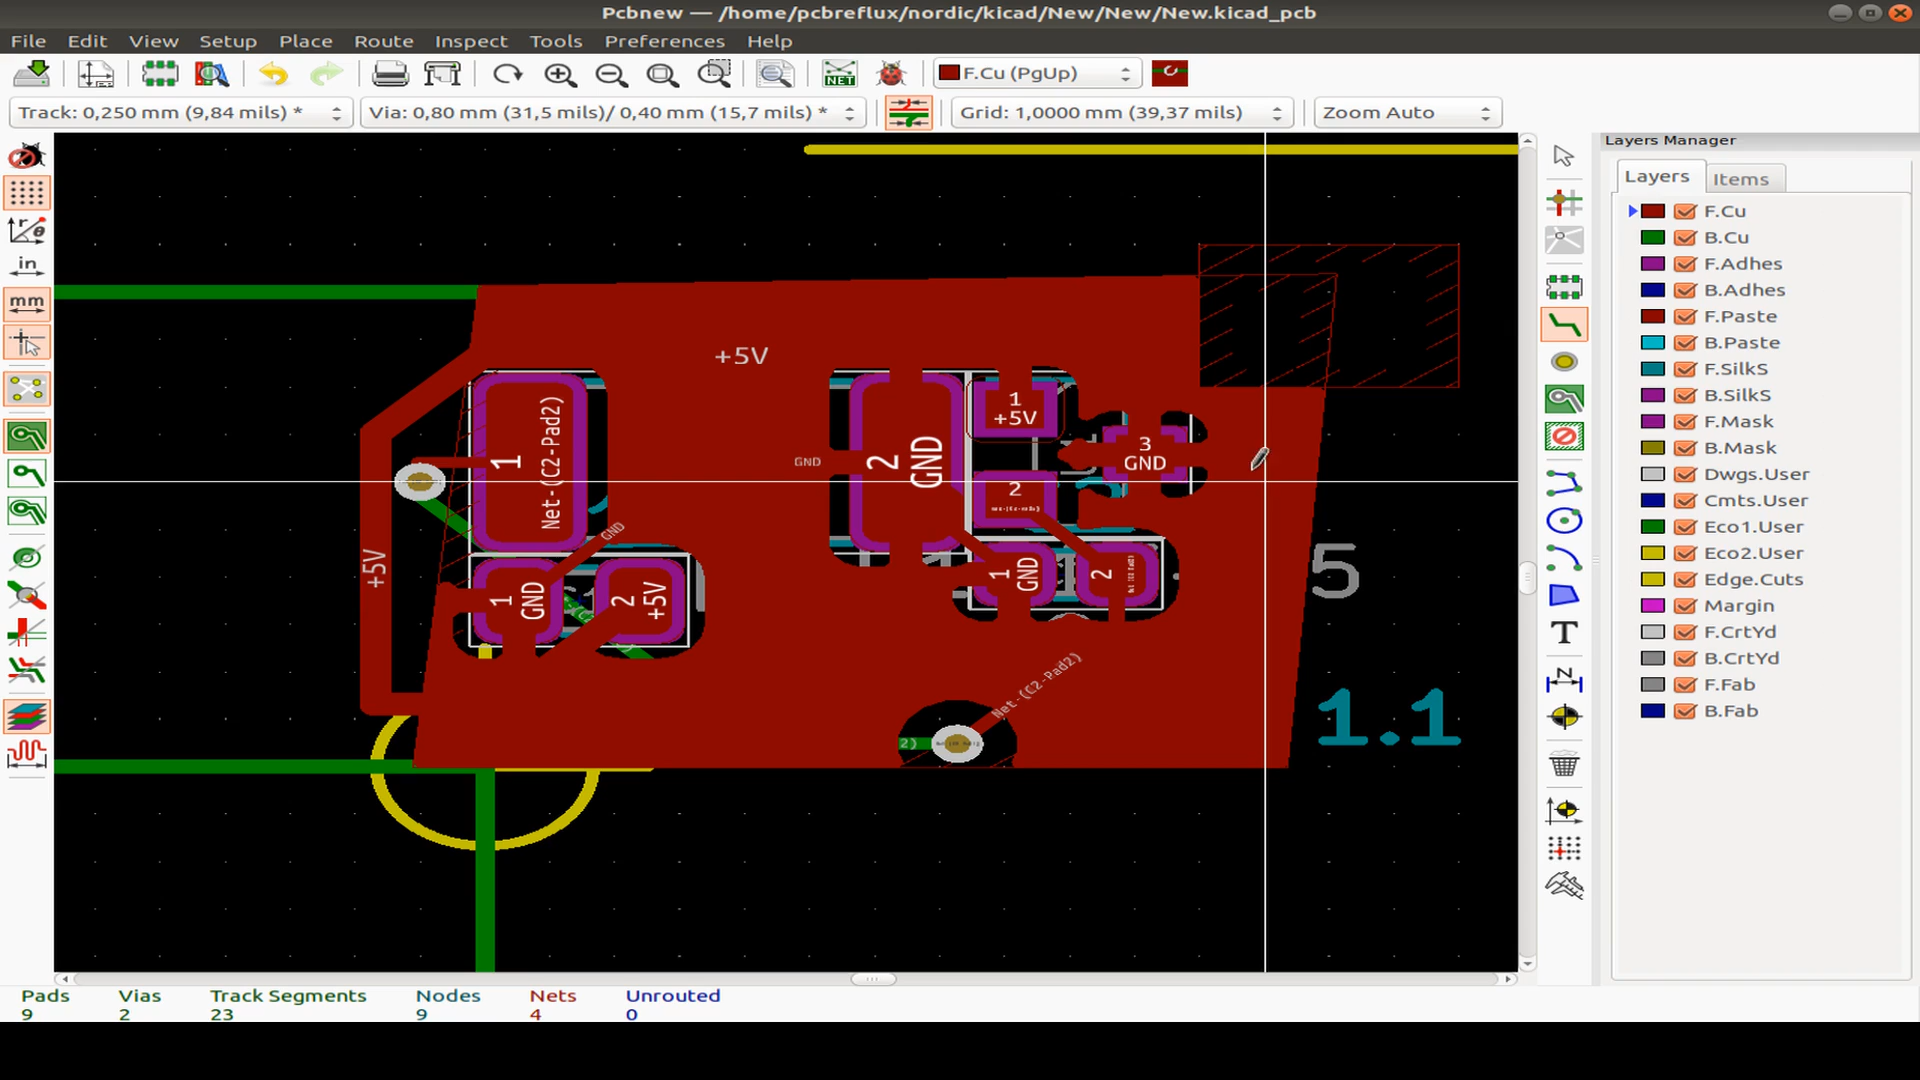 Pcbnew — /home/pcbreflux/nordic/kicad/New/New/New.kicad_pcb
File Edit View Setup Place Route Inspect Tools Preferences Help
NET
F.Cu (PgUp)
Track: 0,250 mm (9,84 mils) *
Via: 0,80 mm (31,5 mils)/ 0,40 mm (15,7 mils) *
Grid: 1,0000 mm (39,37 mils)
Zoom Auto
in
mm
+5V
1
Net-(C2-Pad2)
GND
2
GND
1
+5V
3
GND
2
GND
+5V
1
GND
2
+5V
1
GND
2
Net-(C2-Pad2)
2)
5
1.1
T
N
Layers Manager
Layers Items
F.Cu
B.Cu
F.Adhes
B.Adhes
F.Paste
B.Paste
F.SilkS
B.SilkS
F.Mask
B.Mask
Dwgs.User
Cmts.User
Eco1.User
Eco2.User
Edge.Cuts
Margin
F.CrtYd
B.CrtYd
F.Fab
B.Fab
Pads Vias Track Segments Nodes Nets Unrouted
9 2 23 9 4 0